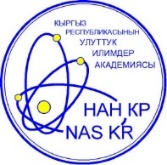 КЫРГЫЗ
РЕСПУБЛИКАСЫНЫН
УЛУТТУК
ИЛИМДЕР
АКАДЕМИЯСЫ
НАН КР
NAS KR